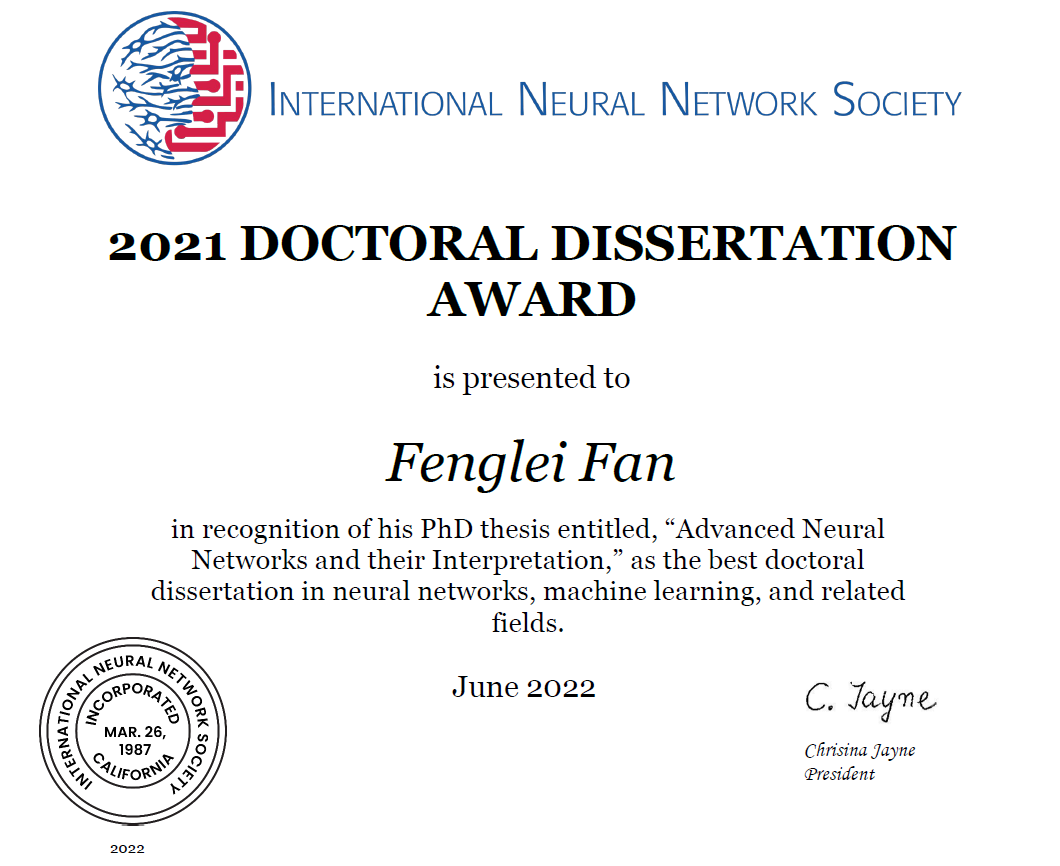 INTERNATIONAL NEURAL NETWORK SOCIETY
2021 DOCTORAL DISSERTATION
AWARD
is presented to
Fenglei Fan
in recognition of his PhD thesis entitled, “Advanced Neural
Networks and their Interpretation,” as the best doctoral
dissertation in neural networks, machine learning, and related
fields.
June 2022
INTERNATIONAL NEURAL NETWORK SOCIETY
INCORPORATED
MAR. 26,
1987
CALIFORNIA
2022
C. Jayne
Chrisina Jayne
President